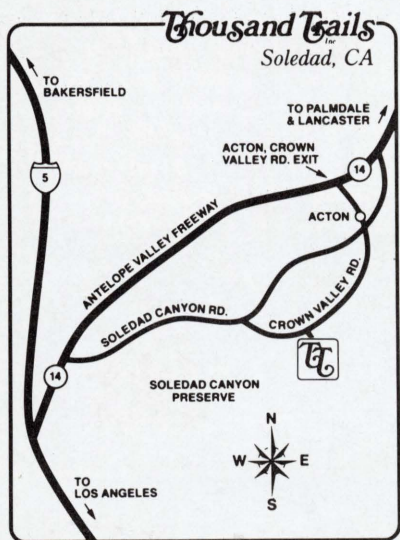 Thousand Trails
Inc
Soledad, CA
TO
BAKERSFIELD
TO PALMDALE
& LANCASTER
ACTON, CROWN
VALLEY RD. EXIT
14
5
ACTON
ANTELOPE VALLEY FREEWAY
CROWN VALLEY RD.
SOLEDAD CANYON RD.
TT
14
SOLEDAD CANYON
PRESERVE
N
W E
S
TO
LOS ANGELES